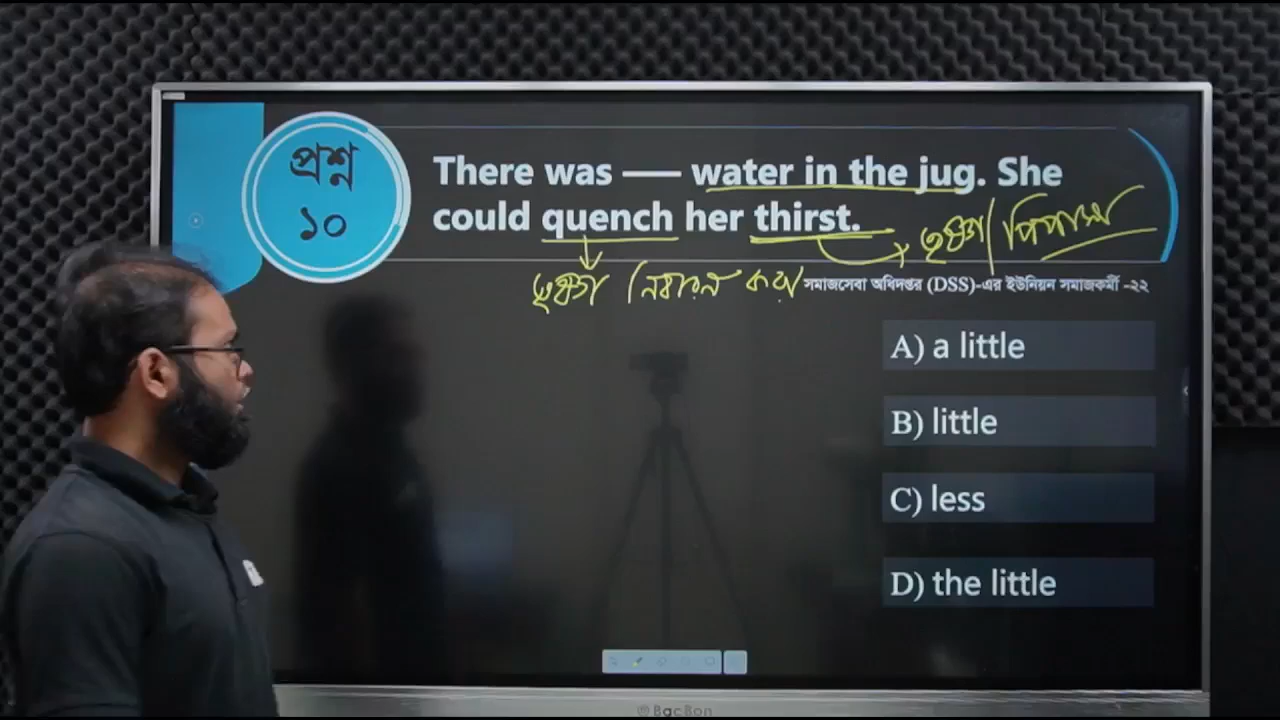 প্রশ্ন
১০
There was — water in the jug. She
could quench her thirst.
তৃষ্ণা/পিপাসা
তৃষ্ণা নিবারন করা
সমাজসেবা অধিদপ্তর (DSS)-এর ইউনিয়ন সমাজকর্মী -২২
A) a little
B) little
C) less
D) the little
BacBon